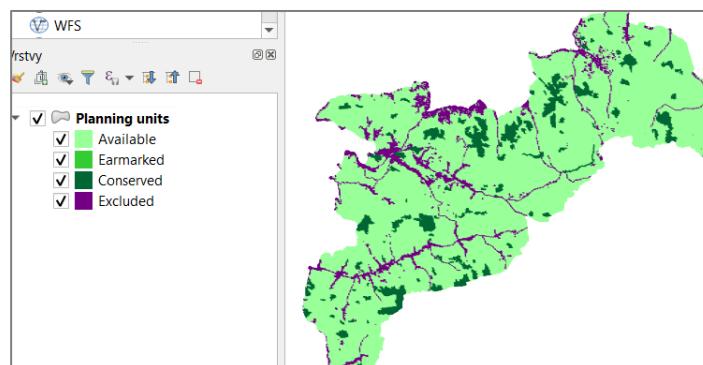 WFS
Vrstvy
Planning units
Available
Earmarked
Conserved
Excluded